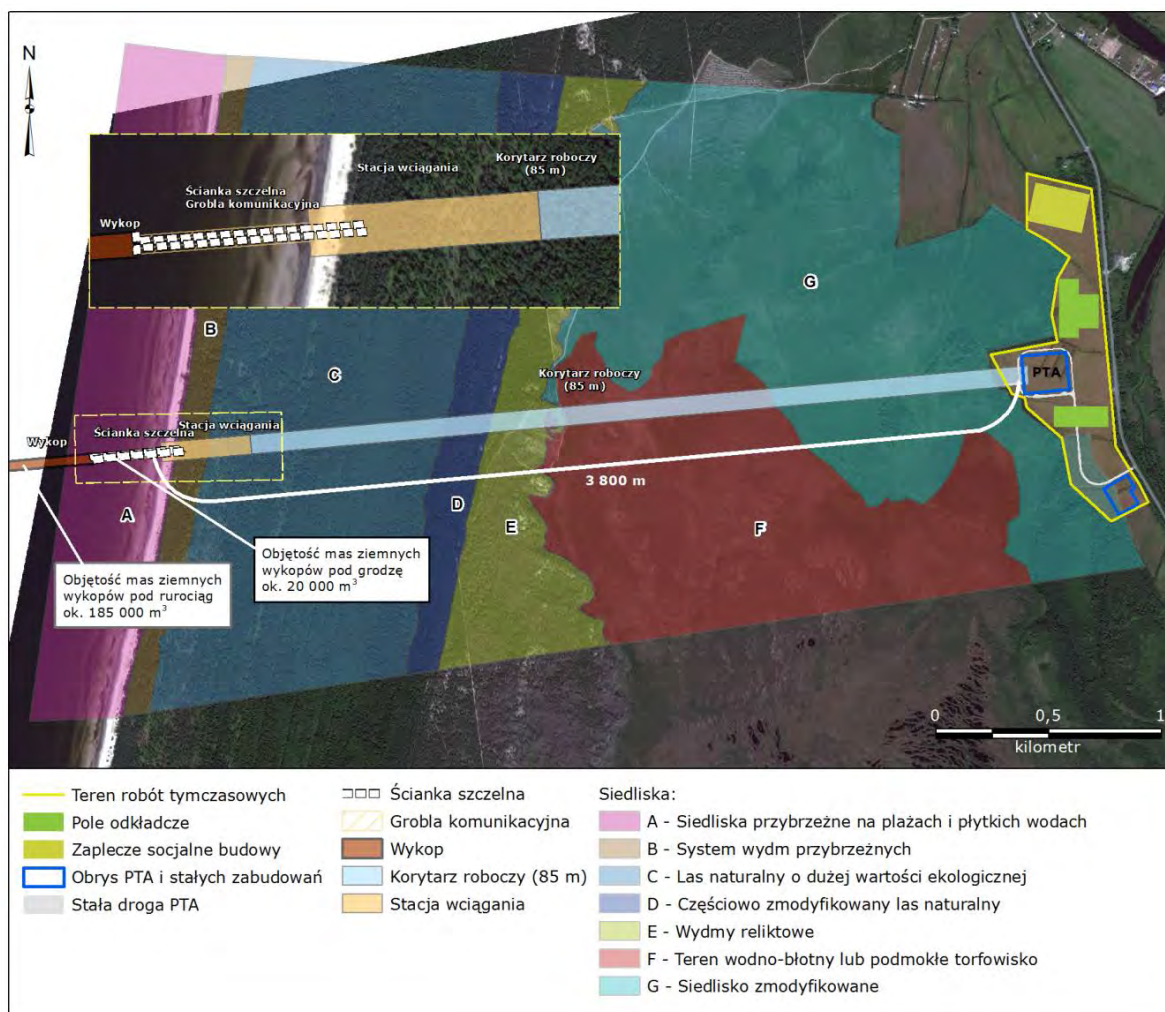 N
Stacja wciągania
Korytarz roboczy
(85 m)
Ścianka szczelna
Grobla komunikacyjna
Wykop
G
B
C
Korytarz roboczy
(85 m)
PTA
Stacja wciągania
Ścianka szczelna
Wykop
3 800 m
D
A
E
F
Objętość mas ziemnych
wykopów pod grodzę
ok. 20 000 m³
Objętość mas ziemnych
wykopów pod rurociąg
ok. 185 000 m³
0 0,5 1
kilometr
Teren robót tymczasowych
Pole odkładcze
Zaplecze socjalne budowy
Obrys PTA i stałych zabudowań
Stała droga PTA
Ścianka szczelna
Grobla komunikacyjna
Wykop
Korytarz roboczy (85 m)
Stacja wciągania
Siedliska:
A - Siedliska przybrzeżne na plażach i płytkich wodach
B - System wydm przybrzeżnych
C - Las naturalny o dużej wartości ekologicznej
D - Częściowo zmodyfikowany las naturalny
E - Wydmy reliktowe
F - Teren wodno-błotny lub podmokłe torfowisko
G - Siedlisko zmodyfikowane